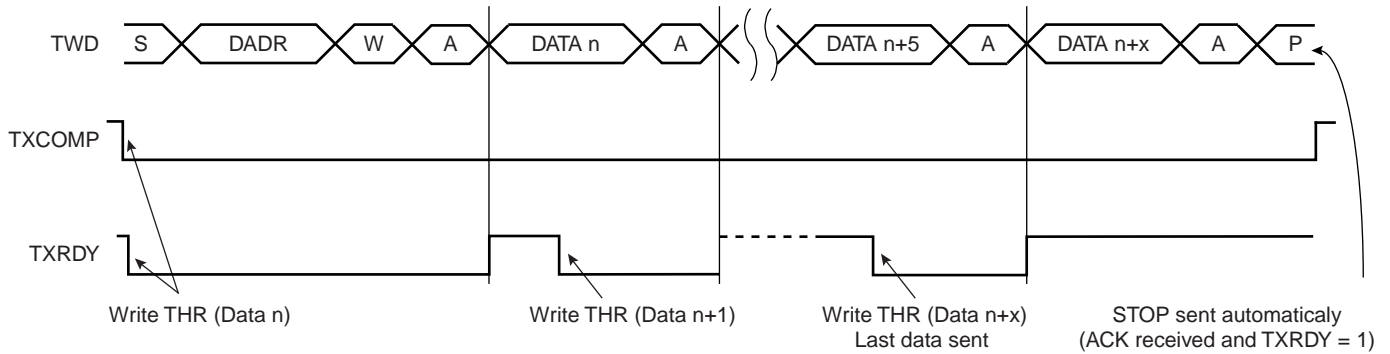 TWD S DADR W A DATA n A DATA n+5 A DATA n+x A P
TXCOMP
TXRDY
Write THR (Data n) Write THR (Data n+1) Write THR (Data n+x) STOP sent automaticaly
Last data sent (ACK received and TXRDY = 1)